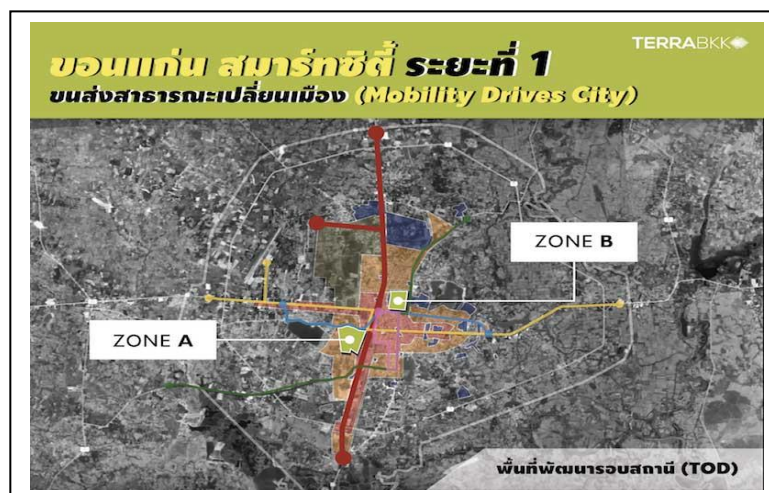 TERRABKK
ขอนแก่น สมาร์ทซิตี้ ระยะที่ 1
ขนส่งสาธารณะเปลี่ยนเมือง (Mobility Drives City)
ZONE B
ZONE A
พื้นที่พัฒนารอบสถานี (TOD)